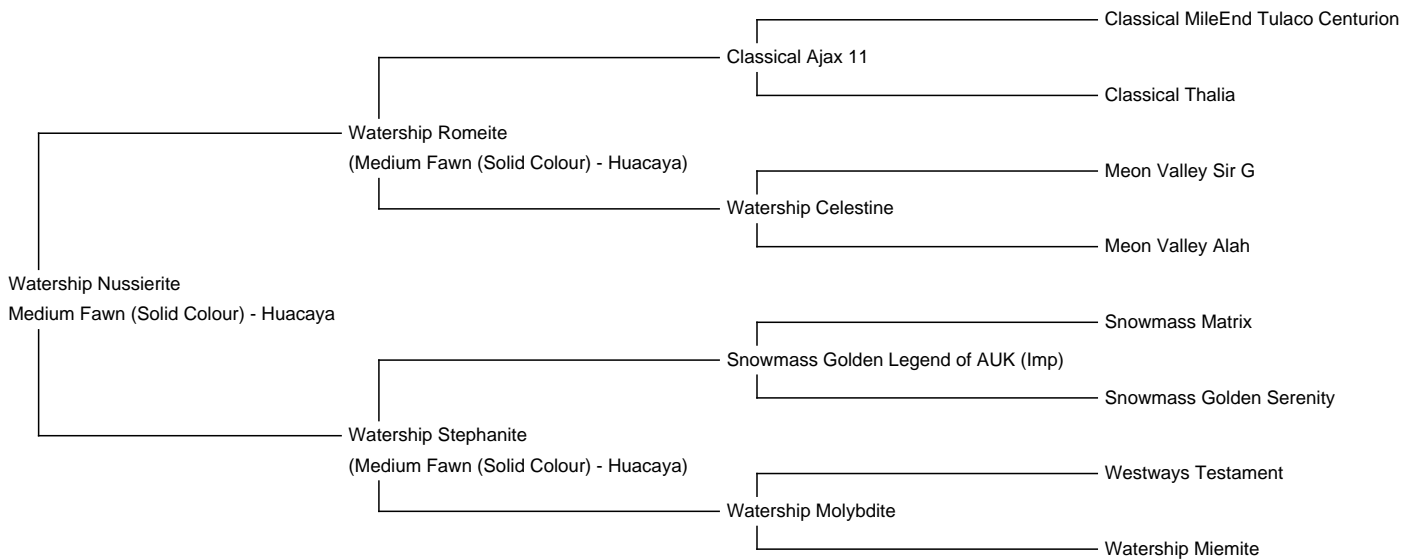 Classical MileEnd Tulaco Centurion
Classical Ajax 11
Classical Thalia
Watership Romeite
(Medium Fawn (Solid Colour) - Huacaya)
Meon Valley Sir G
Watership Celestine
Meon Valley Alah
Watership Nussierite
Medium Fawn (Solid Colour) - Huacaya
Snowmass Matrix
Snowmass Golden Legend of AUK (Imp)
Snowmass Golden Serenity
Watership Stephanite
(Medium Fawn (Solid Colour) - Huacaya)
Westways Testament
Watership Molybdite
Watership Miemite